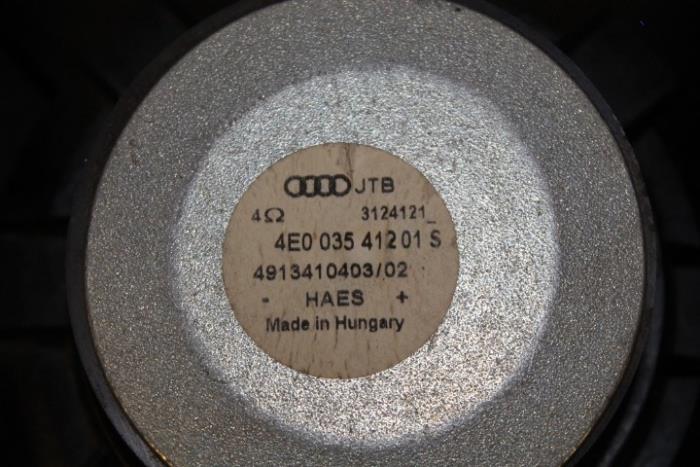 JTB
4Ω 3124121_
4E0 035 412 01 S
4913410403/02
- HAES +
Made in Hungary